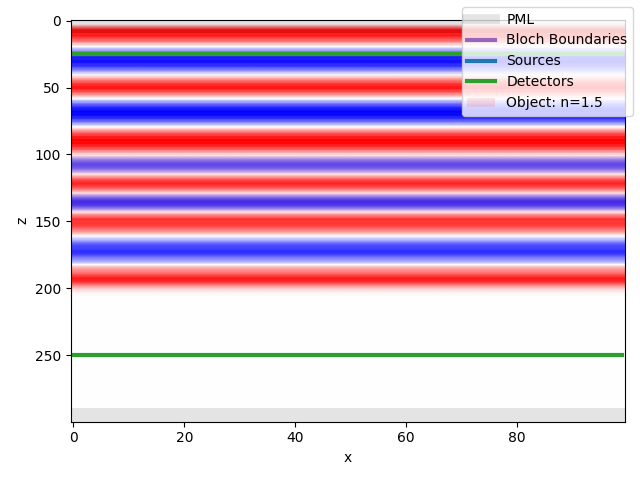 PML
Bloch Boundaries
Sources
Detectors
Object: n=1.5
0
50
100
150
200
250
z
0 20 40 60 80
x